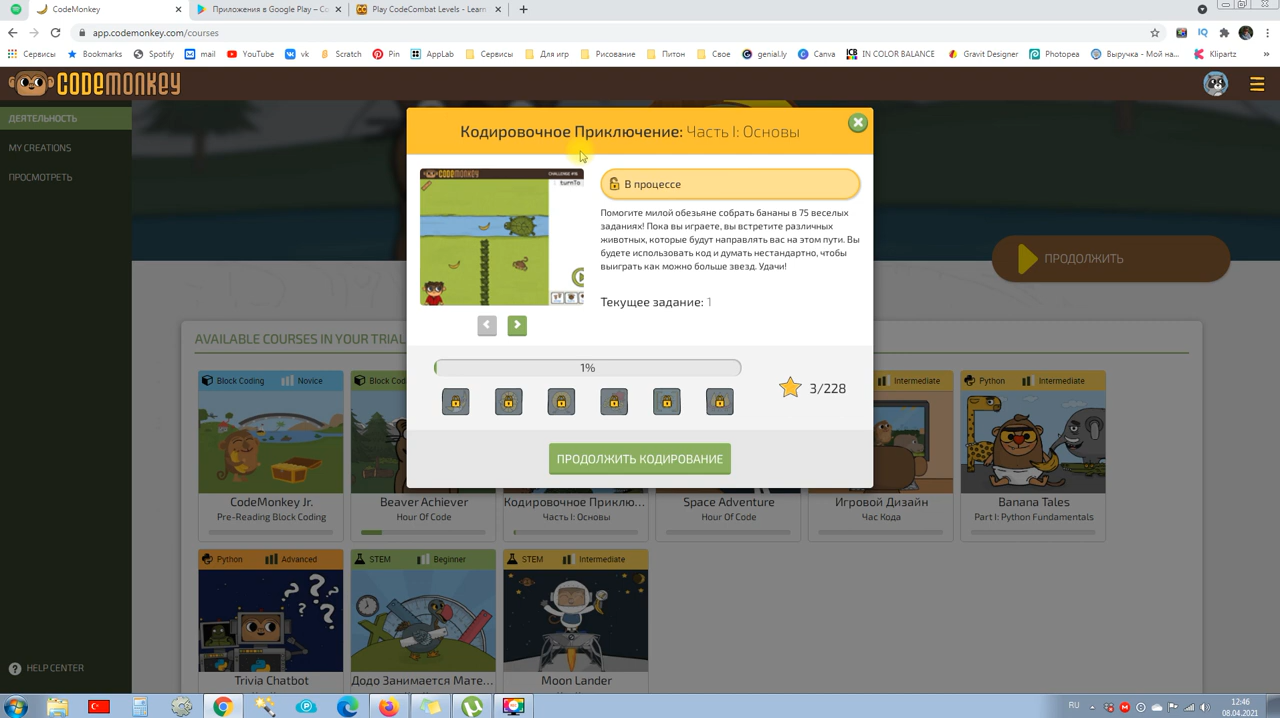 CodeMonkey
Приложения в Google Play – Co
Play CodeCombat Levels - Learn
app.codemonkey.com/courses
Сервисы
Bookmarks
Spotify
mail
YouTube
vk
Scratch
Pin
AppLab
Сервисы
Для игр
Рисование
Питон
Свое
genial.ly
Canva
IN COLOR BALANCE
Gravit Designer
Photopea
Выручка - Мой на...
Klipartz
»
CODEMONKEY
ДЕЯТЕЛЬНОСТЬ
MY CREATIONS
ПРОСМОТРЕТЬ
HELP CENTER
Кодировочное Приключение: Часть I: Основы
CODEMONKEY
CHALLENGE #15
turnTo
В процессе
Помогите милой обезьяне собрать бананы в 75 веселых
заданиях! Пока вы играете, вы встретите различных
животных, которые будут направлять вас на этом пути. Вы
будете использовать код и думать нестандартно, чтобы
выиграть как можно больше звезд. Удачи!
Текущее задание: 1
1%
3/228
ПРОДОЛЖИТЬ КОДИРОВАНИЕ
ПРОДОЛЖИТЬ
AVAILABLE COURSES IN YOUR TRIAL
Block Coding Novice
CodeMonkey Jr.
Pre-Reading Block Coding
Block Cod
Beaver Achiever
Hour Of Code
Кодировочное Приклю...
Часть I: Основы
Space Adventure
Hour Of Code
Intermediate
Игровой Дизайн
Час Кода
Python Intermediate
Banana Tales
Part I: Python Fundamentals
Python Advanced
Trivia Chatbot
STEM Beginner
Додо Занимается Мате...
STEM Intermediate
Moon Lander
RU
12:46
08.04.2021